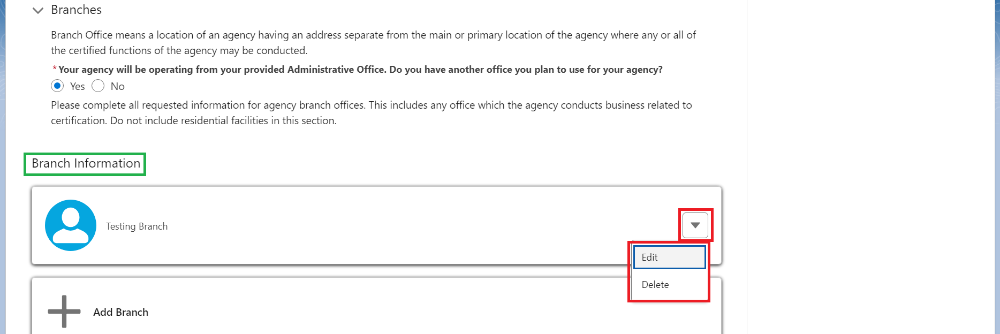 Branches
Branch Office means a location of an agency having an address separate from the main or primary location of the agency where any or all of
the certified functions of the agency may be conducted.
*Your agency will be operating from your provided Administrative Office. Do you have another office you plan to use for your agency?
Yes No
Please complete all requested information for agency branch offices. This includes any office which the agency conducts business related to
certification. Do not include residential facilities in this section.
Branch Information
Testing Branch
Edit
Delete
Add Branch